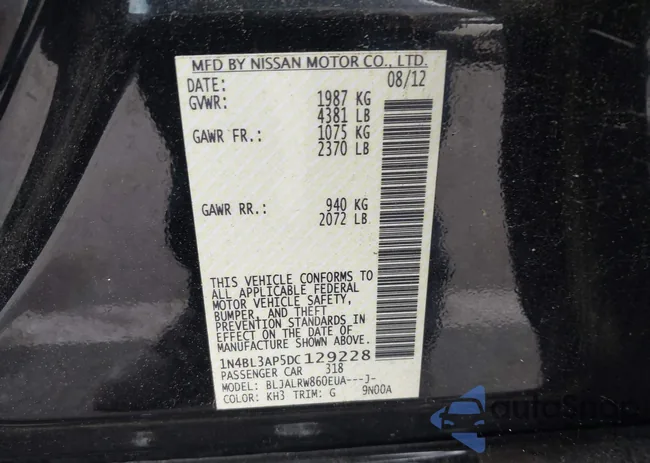 MFD BY NISSAN MOTOR CO., LTD.
DATE: 08/12
GVWR: 1987 KG
4381 LB
GAWR FR.: 1075 KG
2370 LB
GAWR RR.: 940 KG
2072 LB
THIS VEHICLE CONFORMS TO
ALL APPLICABLE FEDERAL
MOTOR VEHICLE SAFETY,
BUMPER, AND THEFT
PREVENTION STANDARDS IN
EFFECT ON THE DATE OF
MANUFACTURE SHOWN ABOVE.
1N4BL3AP5DC129228
PASSENGER CAR 318
MODEL: BLJALRW860EUA---J-
COLOR: KH3 TRIM: G 9N00A